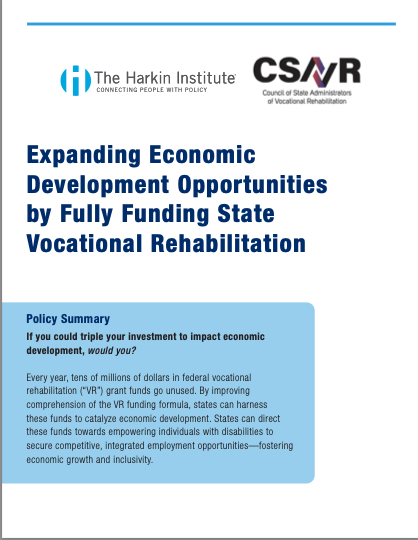 The Harkin Institute
CONNECTING PEOPLE WITH POLICY
CSAVR
Council of State Administrators
of Vocational Rehabilitation
Expanding Economic
Development Opportunities
by Fully Funding State
Vocational Rehabilitation
Policy Summary
If you could triple your investment to impact economic
development, would you?
Every year, tens of millions of dollars in federal vocational
rehabilitation (“VR”) grant funds go unused. By improving
comprehension of the VR funding formula, states can harness
these funds to catalyze economic development. States can direct
these funds towards empowering individuals with disabilities to
secure competitive, integrated employment opportunities—fostering
economic growth and inclusivity.